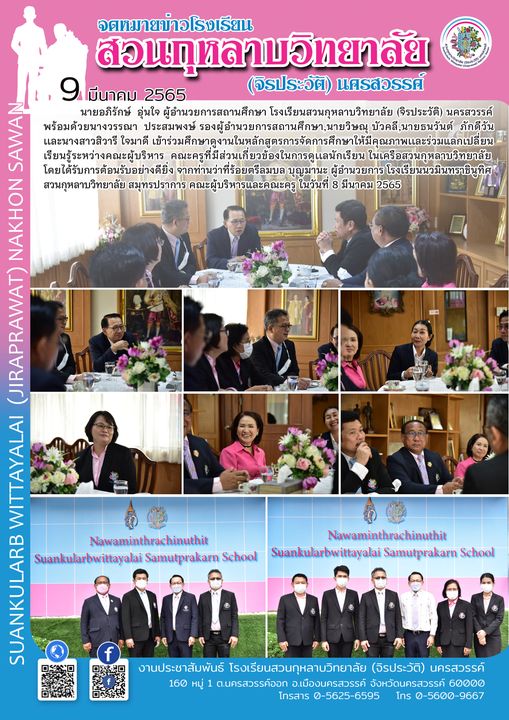 จดหมายข่าวโรงเรียน
สวนกุหลาบวิทยาลัย
(จิรประวัติ) นครสวรรค์
9 มีนาคม 2565
นายอภิรักษ์ อุ่นใจ ผู้อำนวยการสถานศึกษา โรงเรียนสวนกุหลาบวิทยาลัย (จิรประวัติ) นครสวรรค์
พร้อมด้วยนางวรรณา ประสมพงษ์ รองผู้อำนวยการสถานศึกษา,นายวิษณุ บัวคลี่,นายธนวันต์ ภักดีวัน
และนางสาวสิวารี ใจมาดี เข้าร่วมศึกษาดูงานในหลักสูตรการจัดการศึกษาให้มีคุณภาพและร่วมแลกเปลี่ยน
เรียนรู้ระหว่างคณะผู้บริหาร คณะครูที่มีส่วนเกี่ยวข้องในการดูแลนักเรียน ในเครือสวนกุหลาบวิทยาลัย
โดยได้รับการต้อนรับอย่างดียิ่ง จากท่านว่าที่ร้อยตรีลมบล บุญมานะ ผู้อำนวยการ โรงเรียนนวมินทราชินูทิศ
สวนกุหลาบวิทยาลัย สมุทรปราการ คณะผู้บริหารและคณะครู ในวันที่ 8 มีนาคม 2565
SUANKULARB WITTAYALAI (JIRAPRAWAT) NAKHON SAWAN
Nawaminthrachinuthit
Suankularbwittayalai Samutprakarn School
Nawaminthrachinuthit
Suankularbwittayalai Samutprakarn School
งานประชาสัมพันธ์ โรงเรียนสวนกุหลาบวิทยาลัย (จิรประวัติ) นครสวรรค์
160 หมู่ 1 ต.นครสวรรค์ออก อ.เมืองนครสวรรค์ จังหวัดนครสวรรค์ 60000
โทรสาร 0-5625-6595 โทร 0-5600-9667